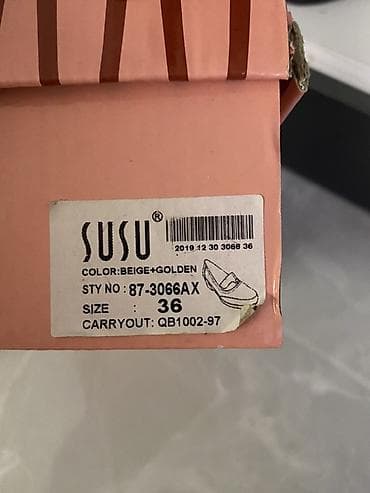 SUSU®
2019 12 30 3066 36
COLOR:BEIGE+GOLDEN
STY NO : 87-3066AX
SIZE : 36
CARRYOUT: QB1002-97